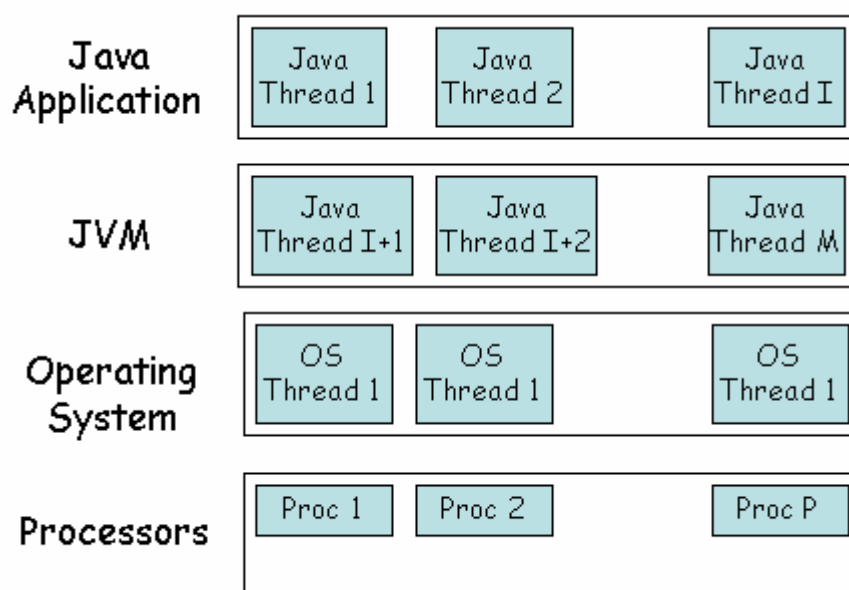 Java
Application
Java
Thread 1
Java
Thread 2
Java
Thread I
JVM
Java
Thread I+1
Java
Thread I+2
Java
Thread M
Operating
System
OS
Thread 1
OS
Thread 1
OS
Thread 1
Processors
Proc 1
Proc 2
Proc P